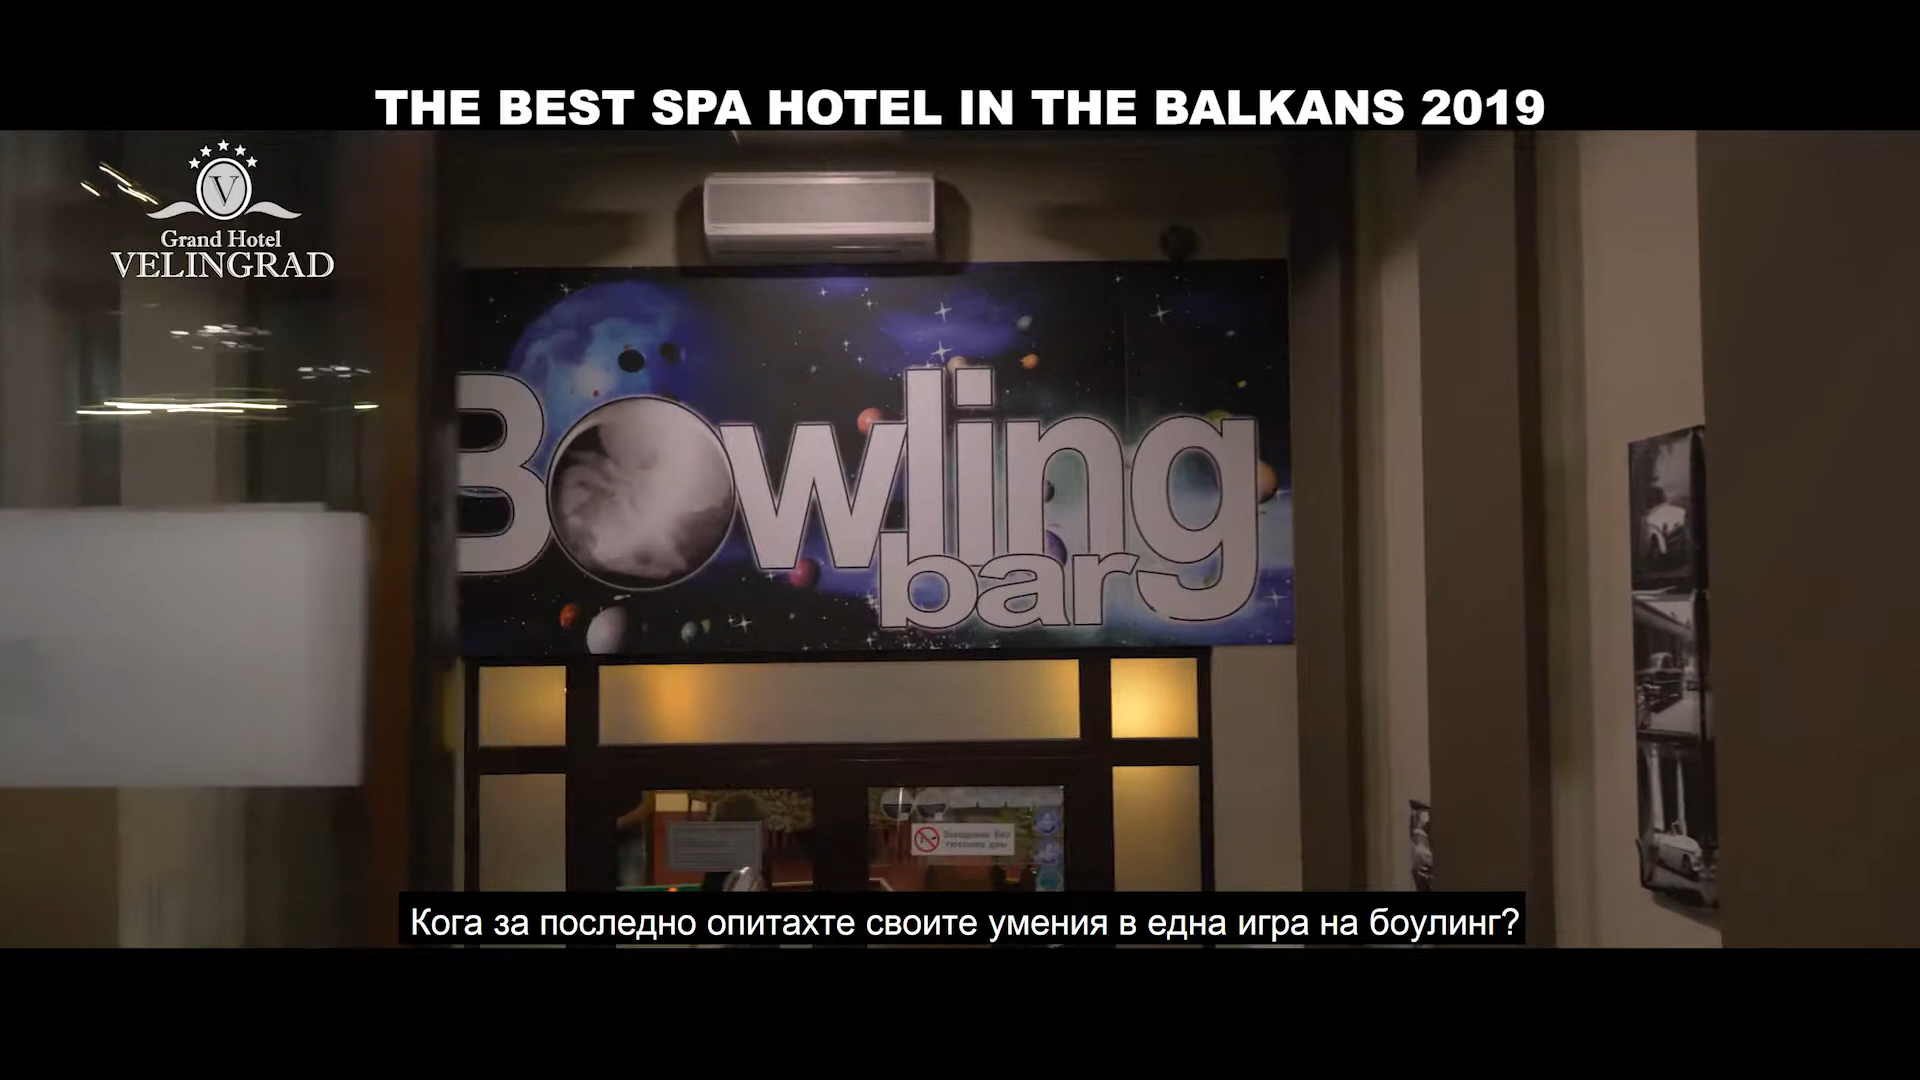 THE BEST SPA HOTEL IN THE BALKANS 2019
V
Grand Hotel
VELINGRAD
Bowling
bar
Кога за последно опитахте своите умения в една игра на боулинг?